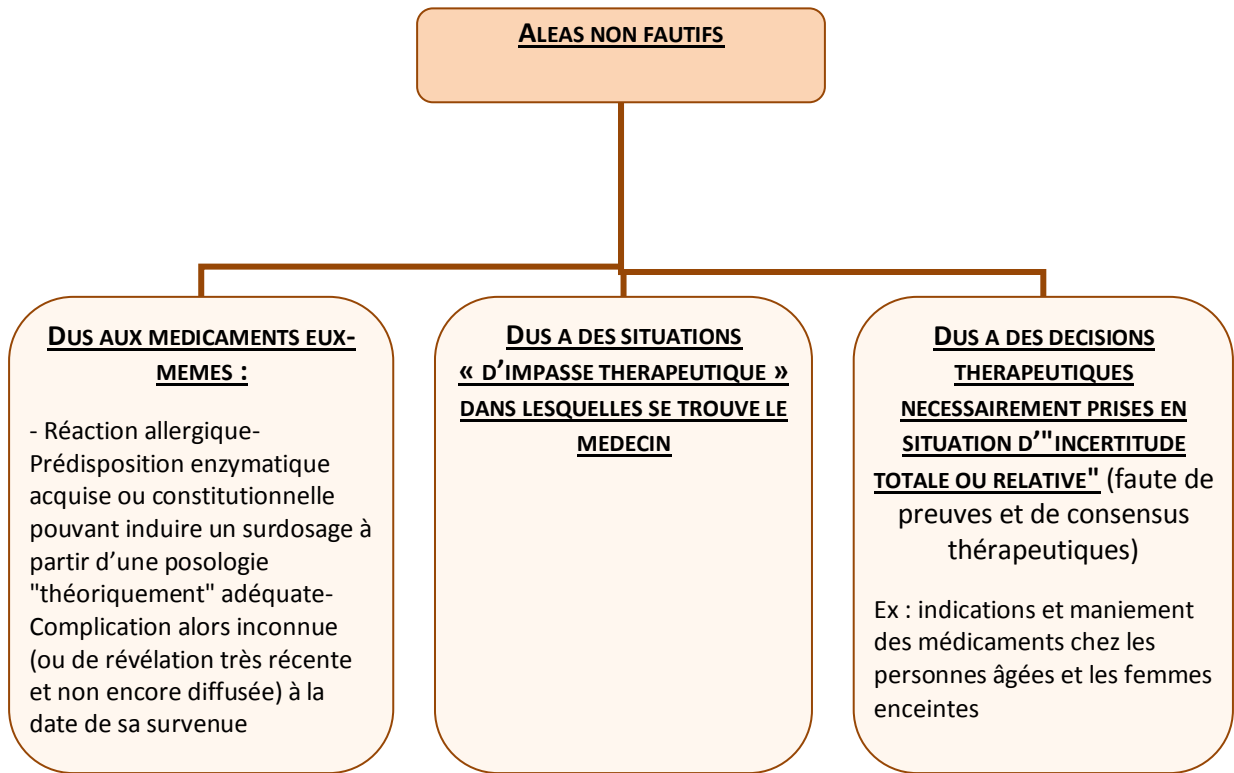 ALEAS NON FAUTIFS
DUS AUX MEDICAMENTS EUX-
MEMES :
- Réaction allergique-
Prédisposition enzymatique
acquise ou constitutionnelle
pouvant induire un surdosage à
partir d’une posologie
"théoriquement" adéquate-
Complication alors inconnue
(ou de révélation très récente
et non encore diffusée) à la
date de sa survenue
DUS A DES SITUATIONS
« D’IMPASSE THERAPEUTIQUE »
DANS LESQUELLES SE TROUVE LE
MEDECIN
DUS A DES DECISIONS
THERAPEUTIQUES
NECESSAIREMENT PRISES EN
SITUATION D’"INCERTITUDE
TOTALE OU RELATIVE" (faute de
preuves et de consensus
thérapeutiques)
Ex : indications et maniement
des médicaments chez les
personnes âgées et les femmes
enceintes